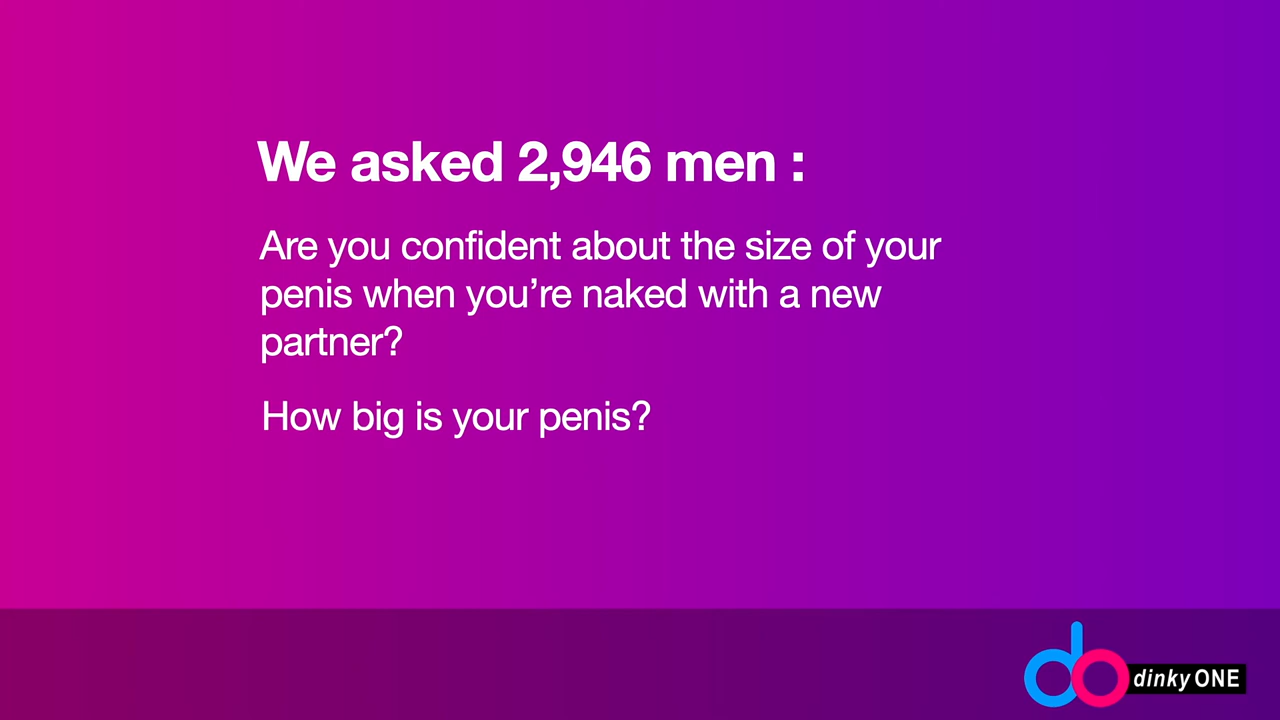 We asked 2,946 men :
Are you confident about the size of your
penis when you’re naked with a new
partner?
How big is your penis?
do dinky ONE